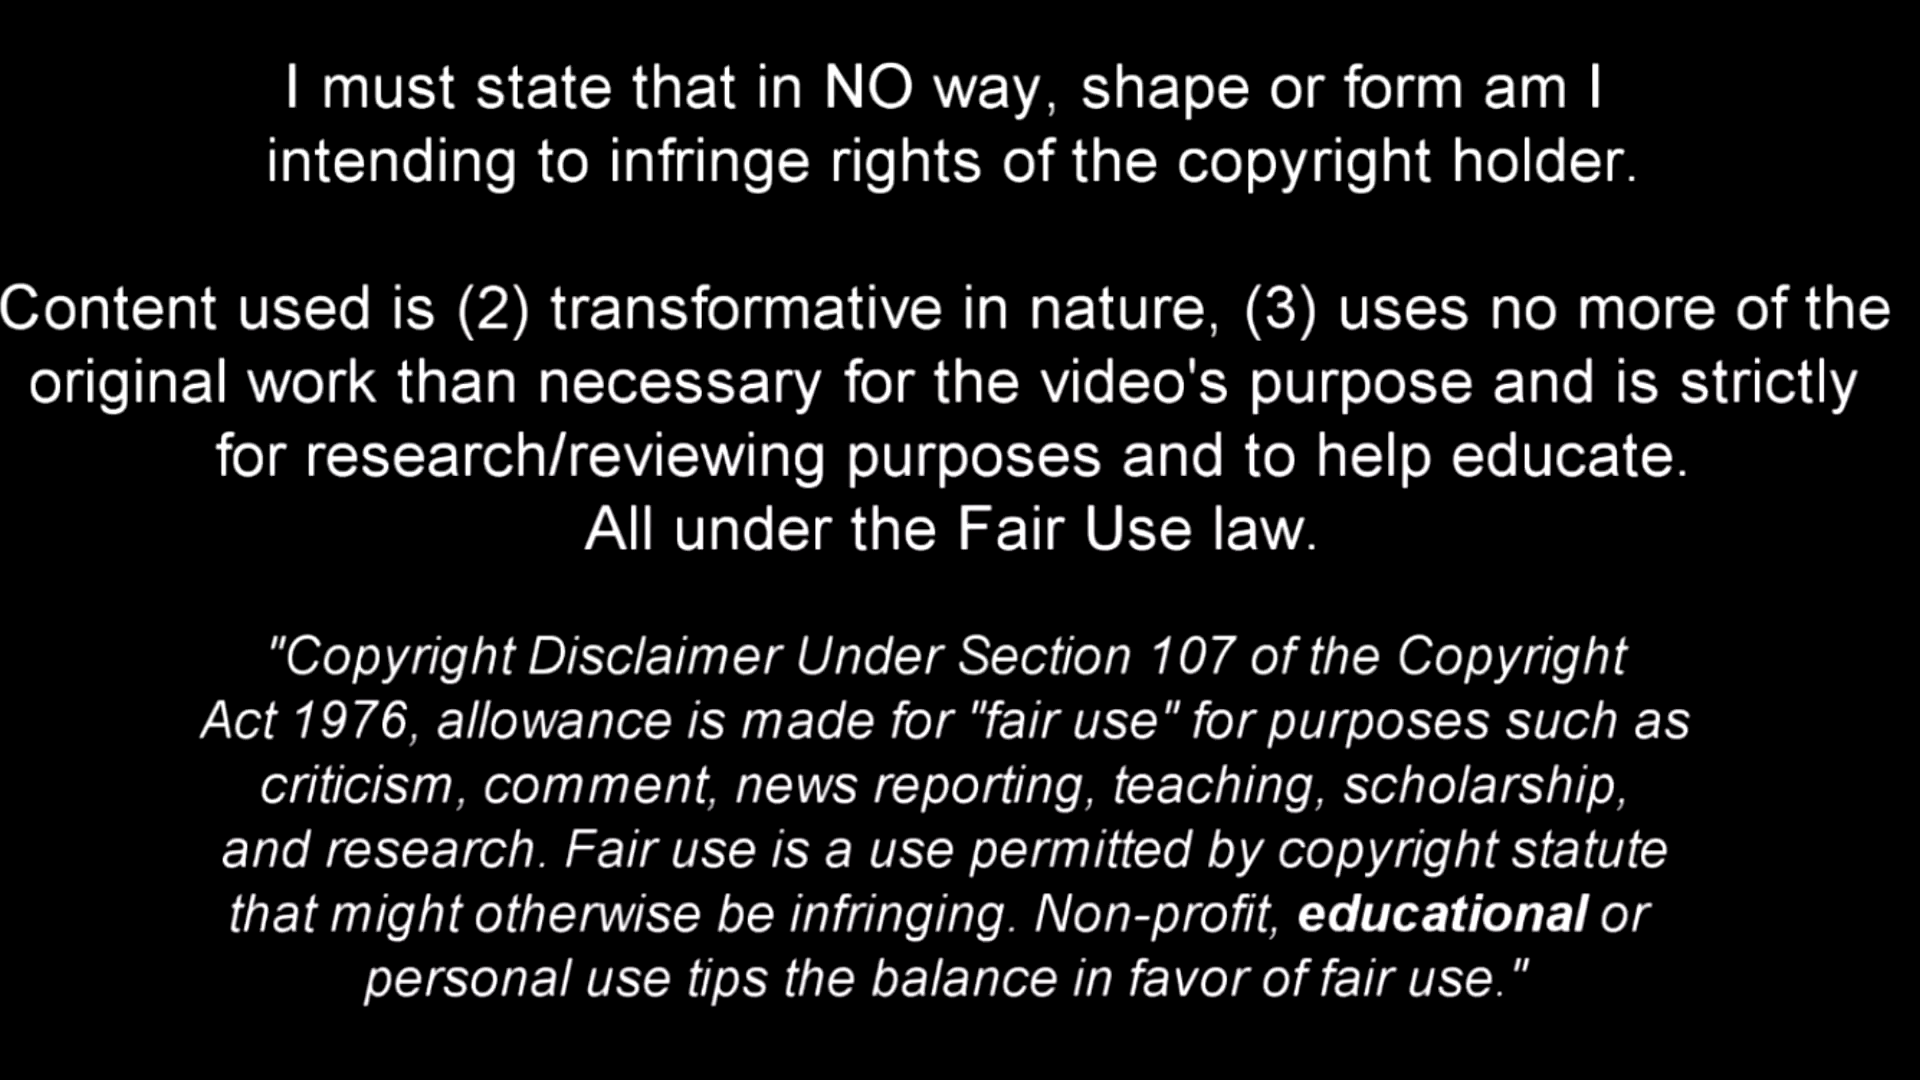 I must state that in NO way, shape or form am I
intending to infringe rights of the copyright holder.
Content used is (2) transformative in nature, (3) uses no more of the
original work than necessary for the video's purpose and is strictly
for research/reviewing purposes and to help educate.
All under the Fair Use law.
"Copyright Disclaimer Under Section 107 of the Copyright
Act 1976, allowance is made for "fair use" for purposes such as
criticism, comment, news reporting, teaching, scholarship,
and research. Fair use is a use permitted by copyright statute
that might otherwise be infringing. Non-profit, educational or
personal use tips the balance in favor of fair use."